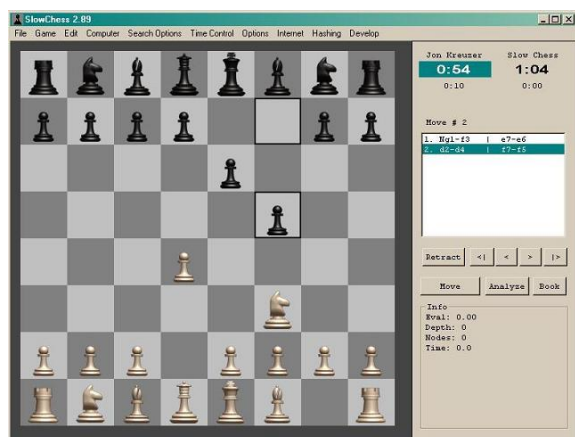 SlowChess 2.89
File Game Edit Computer Search Options Time Control Options Internet Hashing Develop
Jon Kreuzer Slow Chess
0:54 1:04
0:10 0:00
Move # 2
1. Ng1-f3 | e7-e6
2. d2-d4 | f7-f5
Retract <| < > |>
Move Analyze Book
Info
Eval: 0.00
Depth: 0
Nodes: 0
Time: 0.0